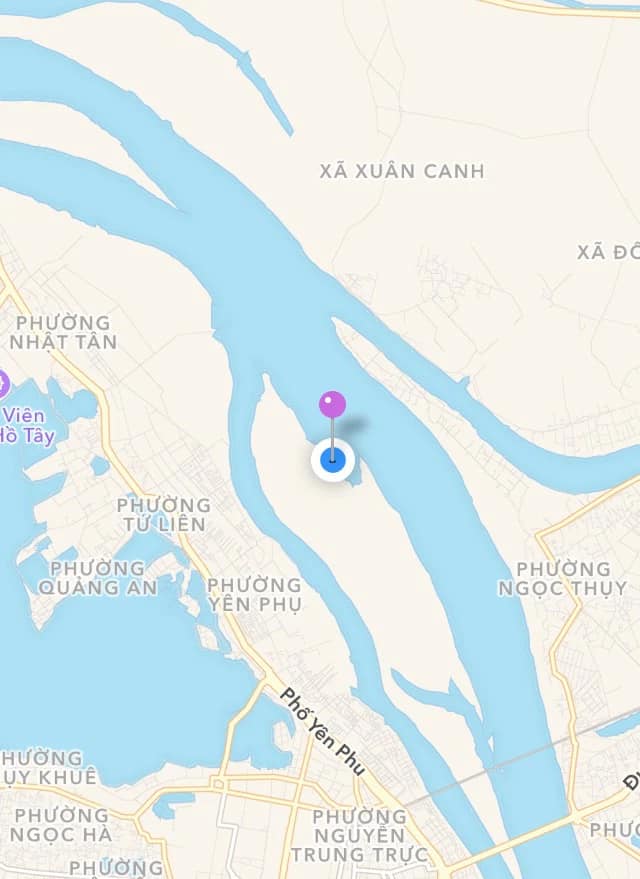 XÃ XUÂN CANH
XÃ ĐÔ
PHƯỜNG
NHẬT TÂN
Viên
Hồ Tây
PHƯỜNG
TỨ LIÊN
PHƯỜNG
QUẢNG AN
PHƯỜNG
YÊN PHỤ
PHƯỜNG
NGỌC THỤY
Phố Yên Phu
HƯỜNG
ỤY KHUÊ
PHƯỜNG
NGỌC HÀ
PHƯỜNG
NGUYỄN
TRUNG TRỰC
PHƯỜ
PHƯỜNG